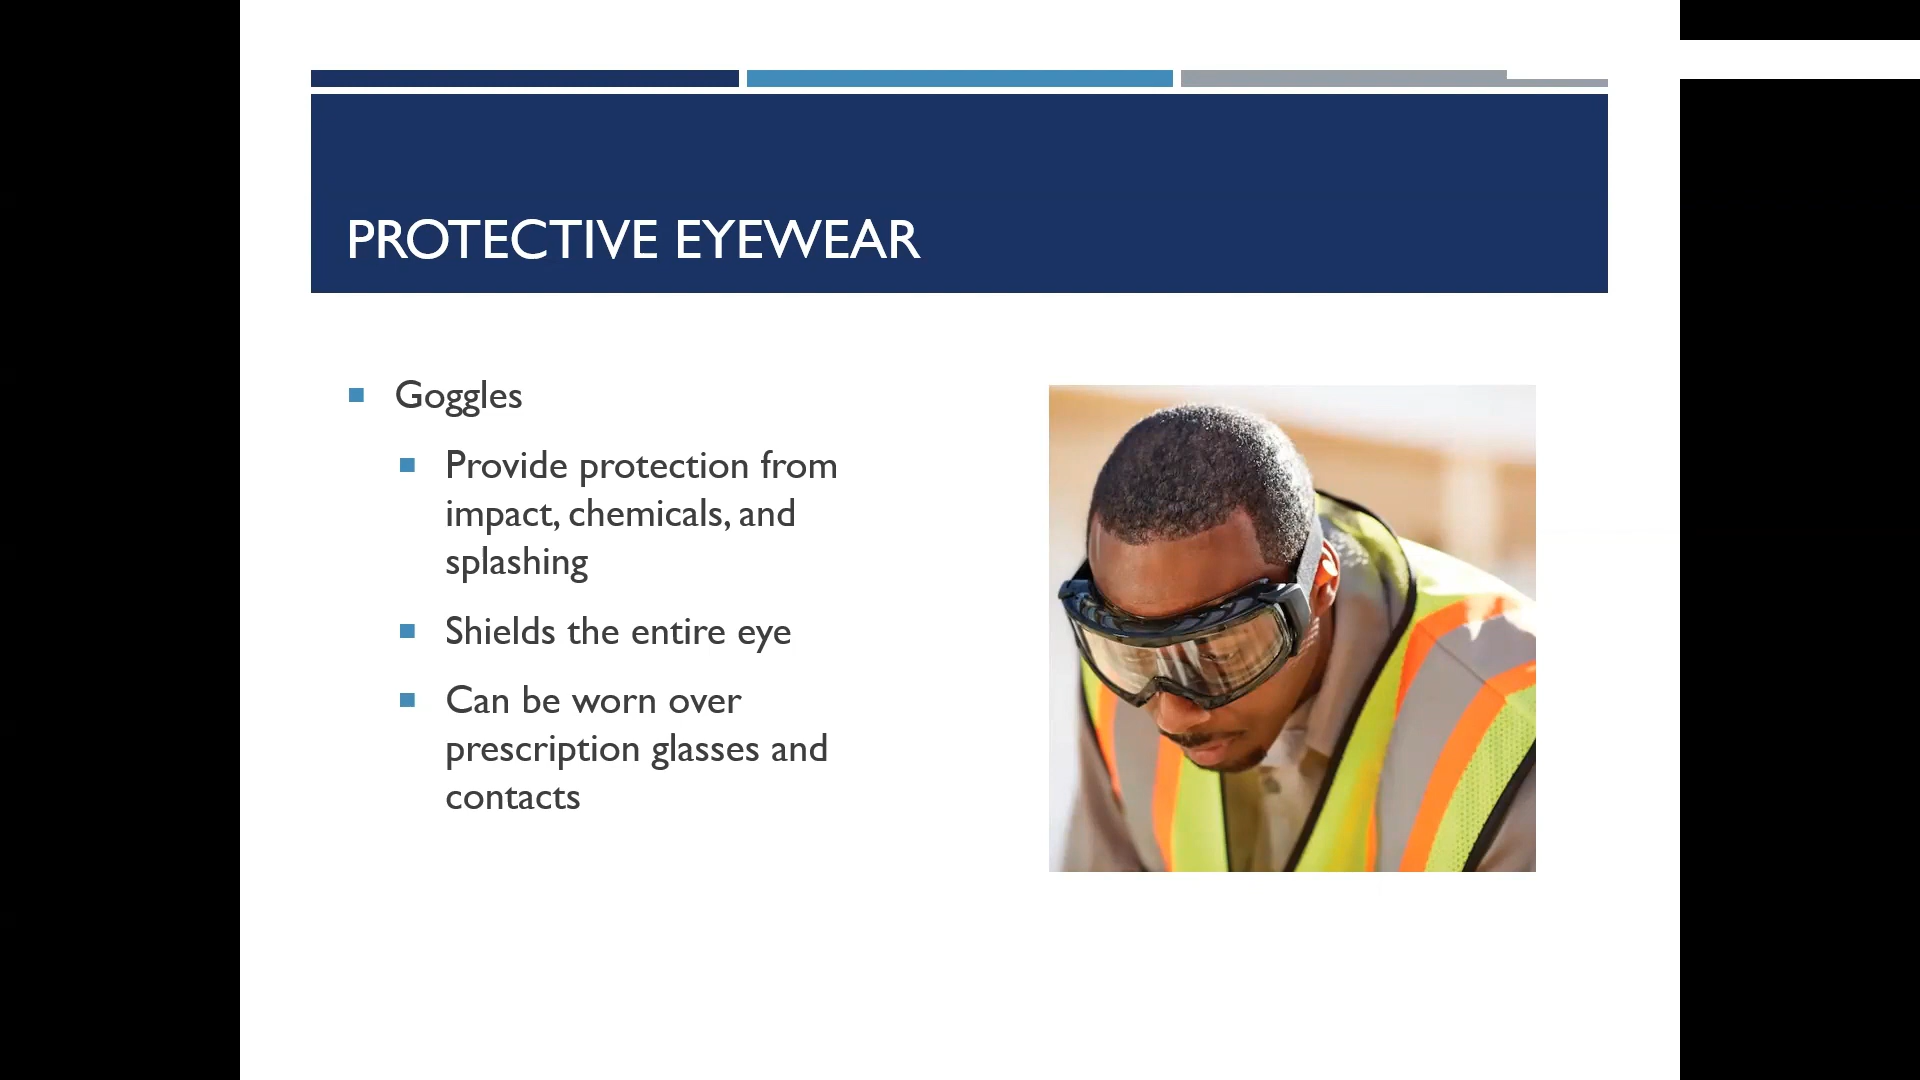 PROTECTIVE EYEWEAR
Goggles
Provide protection from
impact, chemicals, and
splashing
Shields the entire eye
Can be worn over
prescription glasses and
contacts